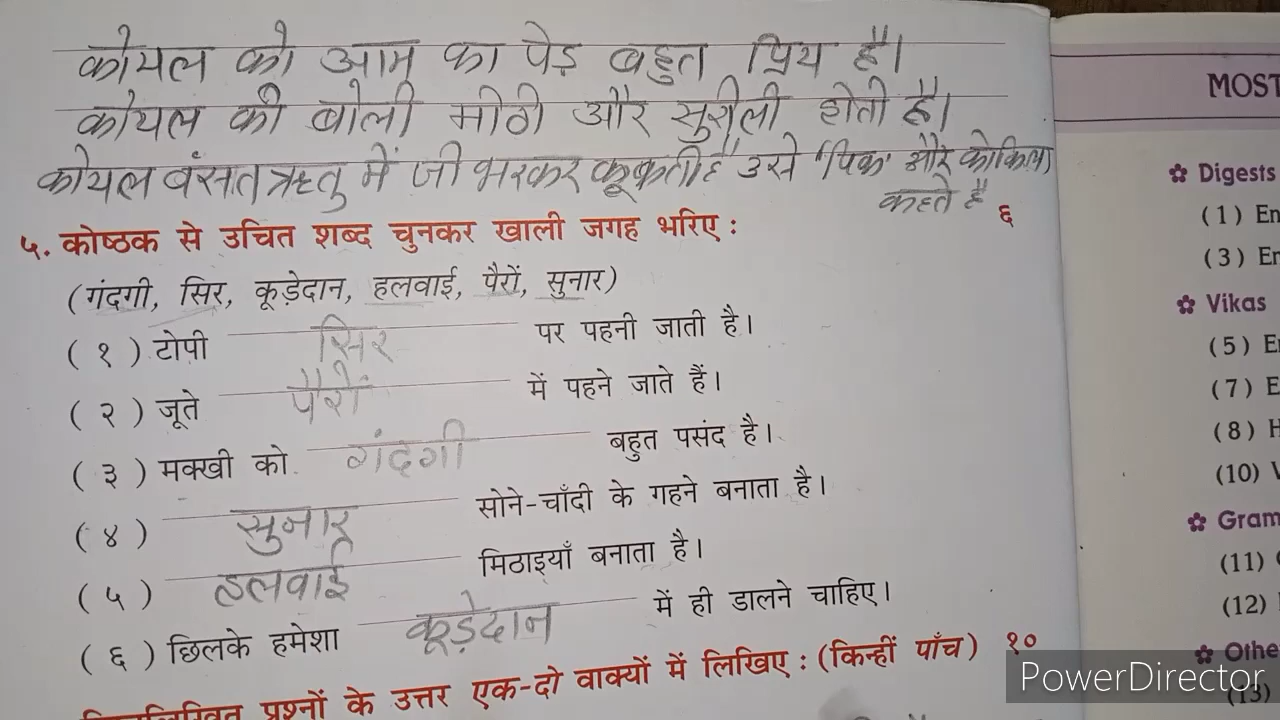 कोयल को आम का पेड़ बहुत प्रिय है।
कोयल की बोली मीठी और सुरीली होती है।
कोयल बंसत ऋतु में जी भरकर कूकती है उसे 'पिक' और कोकिला
कहते है
५. कोष्ठक से उचित शब्द चुनकर खाली जगह भरिए : ६
(गंदगी, सिर, कूड़ेदान, हलवाई, पैरों, सुनार)
(१) टोपी सिर पर पहनी जाती है।
(२) जूते पैरों में पहने जाते हैं।
(३) मक्खी को गंदगी बहुत पसंद है।
(४) सुनार सोने-चाँदी के गहने बनाता है।
(५) हलवाई मिठाइयाँ बनाता है।
(६) छिलके हमेशा कूड़ेदान में ही डालने चाहिए।
प्रश्नों के उत्तर एक-दो वाक्यों में लिखिए : (किन्हीं पाँच) १०
MOST
Digests
(1) En
(3) En
Vikas
(5)
(7)
(8)
(10)
Gram
(11)
(12)
Othe
(13)
PowerDirector